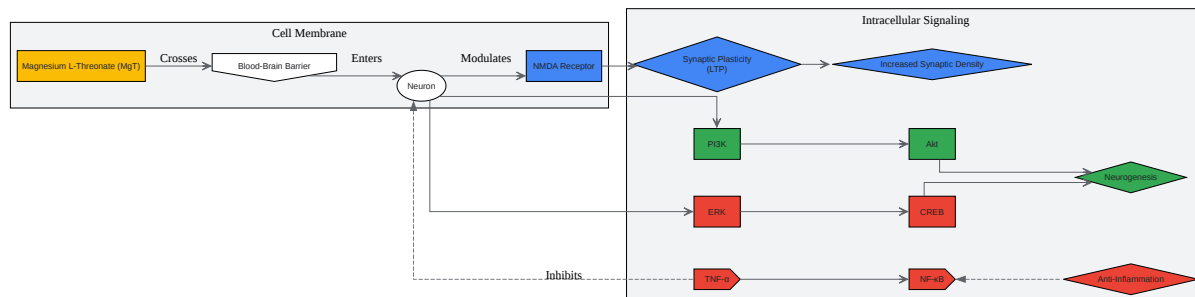 Intracellular Signaling
Cell Membrane
Magnesium L-Threonate (MgT)
Crosses
Blood-Brain Barrier
Enters
Neuron
Modulates
NMDA Receptor
Synaptic Plasticity
(LTP)
Increased Synaptic Density
PI3K
Akt
Neurogenesis
ERK
CREB
Inhibits
TNF-α
NF-κB
Anti-Inflammation